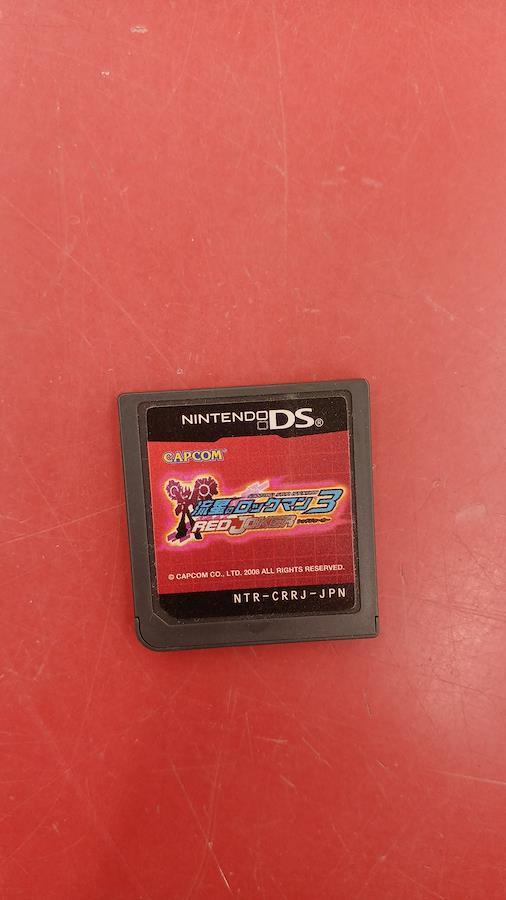 NINTENDO DS®
CAPCOM
流星のロックマン3
RED JOKER
© CAPCOM CO., LTD. 2008 ALL RIGHTS RESERVED.
NTR-CRRJ-JPN